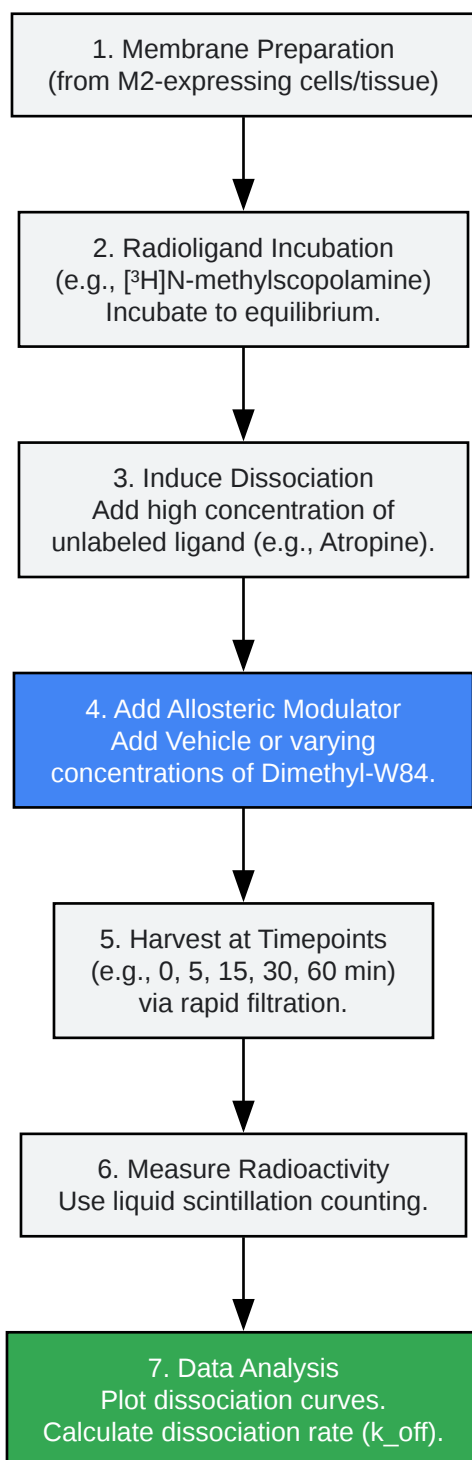 1. Membrane Preparation
(from M2-expressing cells/tissue)
2. Radioligand Incubation
(e.g., [³H]N-methylscopolamine)
Incubate to equilibrium.
3. Induce Dissociation
Add high concentration of
unlabeled ligand (e.g., Atropine).
4. Add Allosteric Modulator
Add Vehicle or varying
concentrations of Dimethyl-W84.
5. Harvest at Timepoints
(e.g., 0, 5, 15, 30, 60 min)
via rapid filtration.
6. Measure Radioactivity
Use liquid scintillation counting.
7. Data Analysis
Plot dissociation curves.
Calculate dissociation rate (k_off).